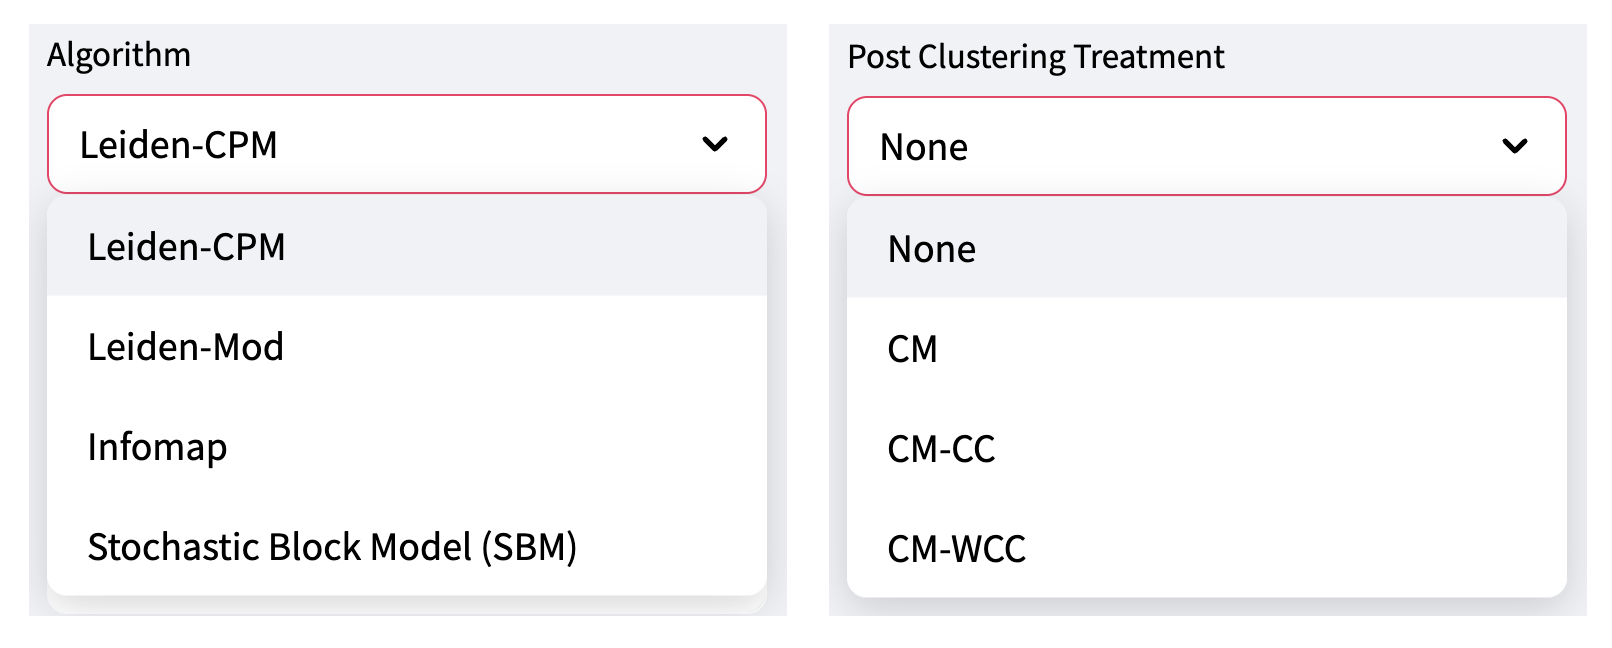 Algorithm
Leiden-CPM
Leiden-CPM
Leiden-Mod
Infomap
Stochastic Block Model (SBM)
Post Clustering Treatment
None
None
CM
CM-CC
CM-WCC